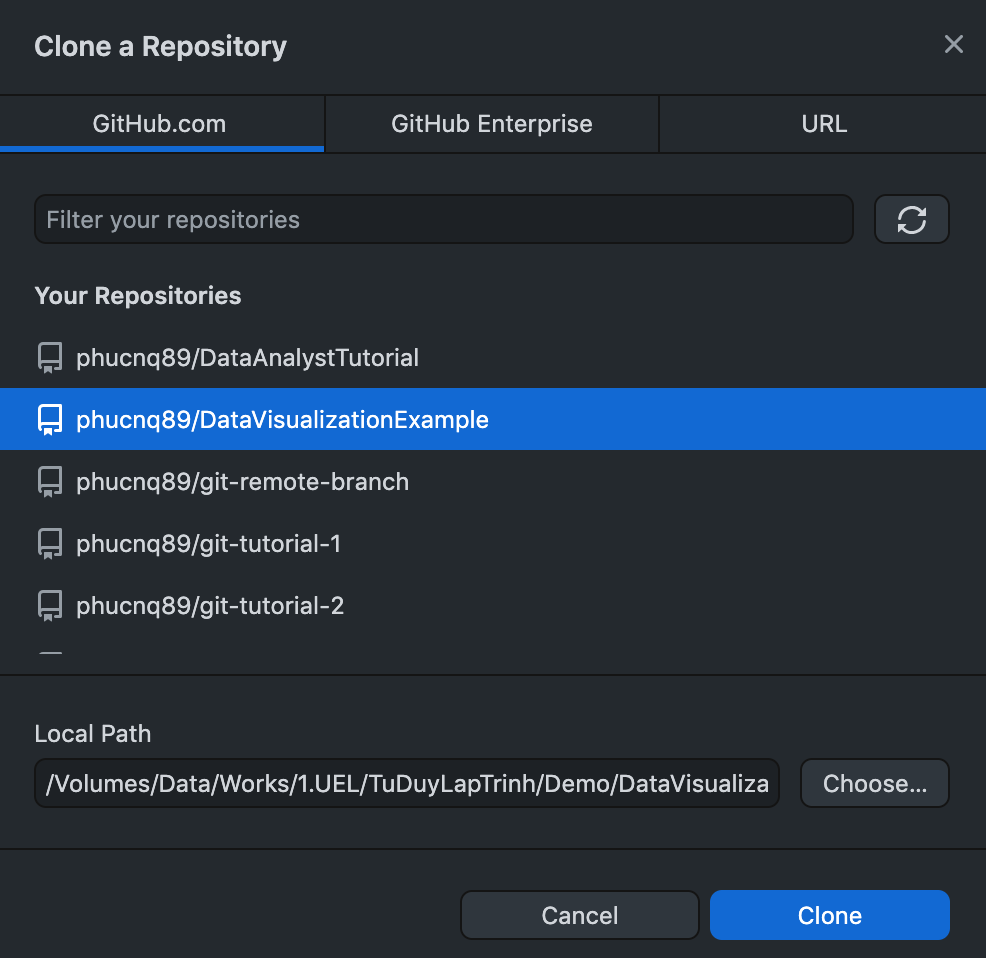 Clone a Repository
GitHub.com
GitHub Enterprise
URL
Filter your repositories
Your Repositories
phucnq89/DataAnalystTutorial
phucnq89/DataVisualizationExample
phucnq89/git-remote-branch
phucnq89/git-tutorial-1
phucnq89/git-tutorial-2
Local Path
/Volumes/Data/Works/1.UEL/TuDuyLapTrinh/Demo/DataVisualiza
Choose...
Cancel
Clone